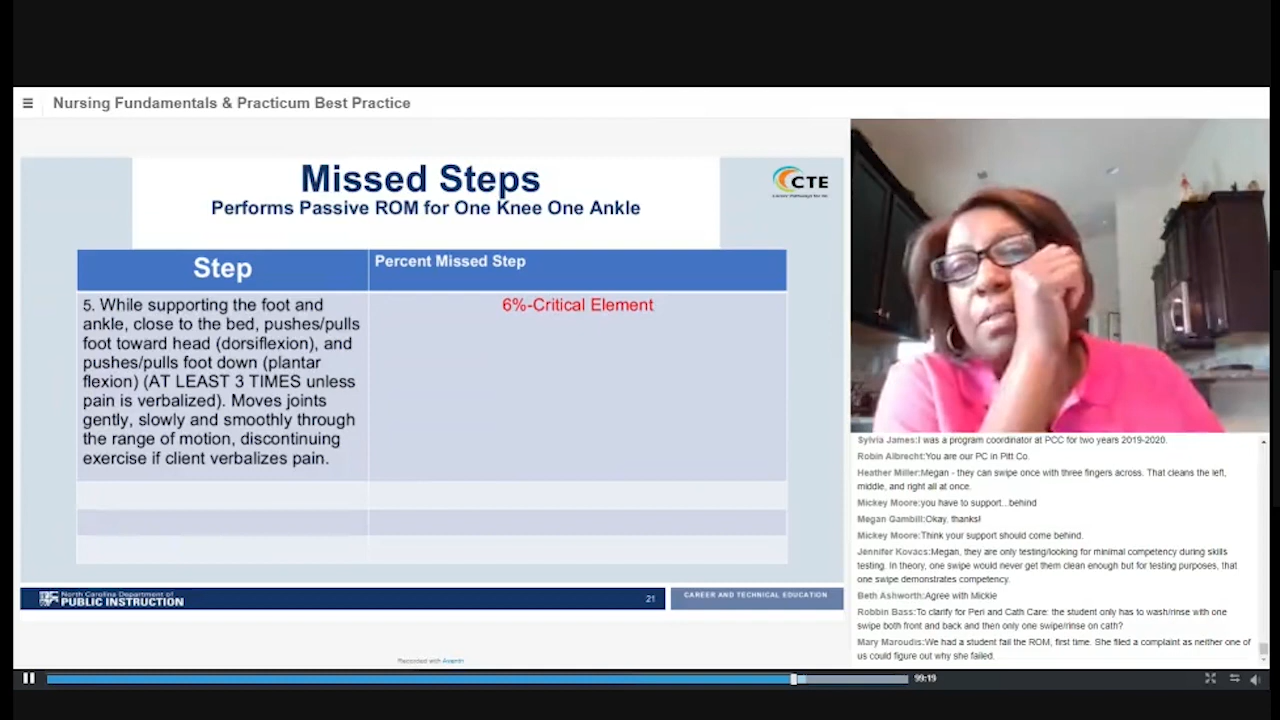 Nursing Fundamentals & Practicum Best Practice
Missed Steps
Performs Passive ROM for One Knee One Ankle
CTE
Step
Percent Missed Step
5. While supporting the foot and
ankle, close to the bed, pushes/pulls
foot toward head (dorsiflexion), and
pushes/pulls foot down (plantar
flexion) (AT LEAST 3 TIMES unless
pain is verbalized). Moves joints
gently, slowly and smoothly through
the range of motion, discontinuing
exercise if client verbalizes pain.
6%-Critical Element
North Carolina Department of
PUBLIC INSTRUCTION
21
CAREER AND TECHNICAL EDUCATION
Recorded with
Sylvia James:I was a program coordinator at PCC for two years 2019-2020.
Robin Albrecht:You are our PC in Pitt Co.
Heather Miller:Megan - they can swipe once with three fingers across. That cleans the left,
middle, and right all at once.
Mickey Moore:you have to support...behind
Megan Gambill:Okay, thanks!
Mickey Moore:Think your support should come behind.
Jennifer Kovacs:Megan, they are only testing/looking for minimal competency during skills
testing. In theory, one swipe would never get them clean enough but for testing purposes, that
one swipe demonstrates competency.
Beth Ashworth:Agree with Mickie
Robbin Bass:To clarify for Peri and Cath Care: the student only has to wash/rinse with one
swipe both front and back and then only one swipe/rinse on cath?
Mary Maroudis:We had a student fail the ROM, first time. She filed a complaint as neither one of
us could figure out why she failed.
99:19